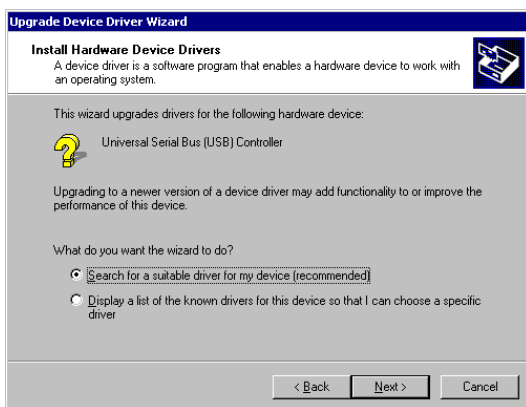 Upgrade Device Driver Wizard
Install Hardware Device Drivers
A device driver is a software program that enables a hardware device to work with
an operating system.
This wizard upgrades drivers for the following hardware device:
Universal Serial Bus (USB) Controller
Upgrading to a newer version of a device driver may add functionality to or improve the
performance of this device.
What do you want the wizard to do?
Search for a suitable driver for my device (recommended)
Display a list of the known drivers for this device so that I can choose a specific
driver
< Back Next > Cancel